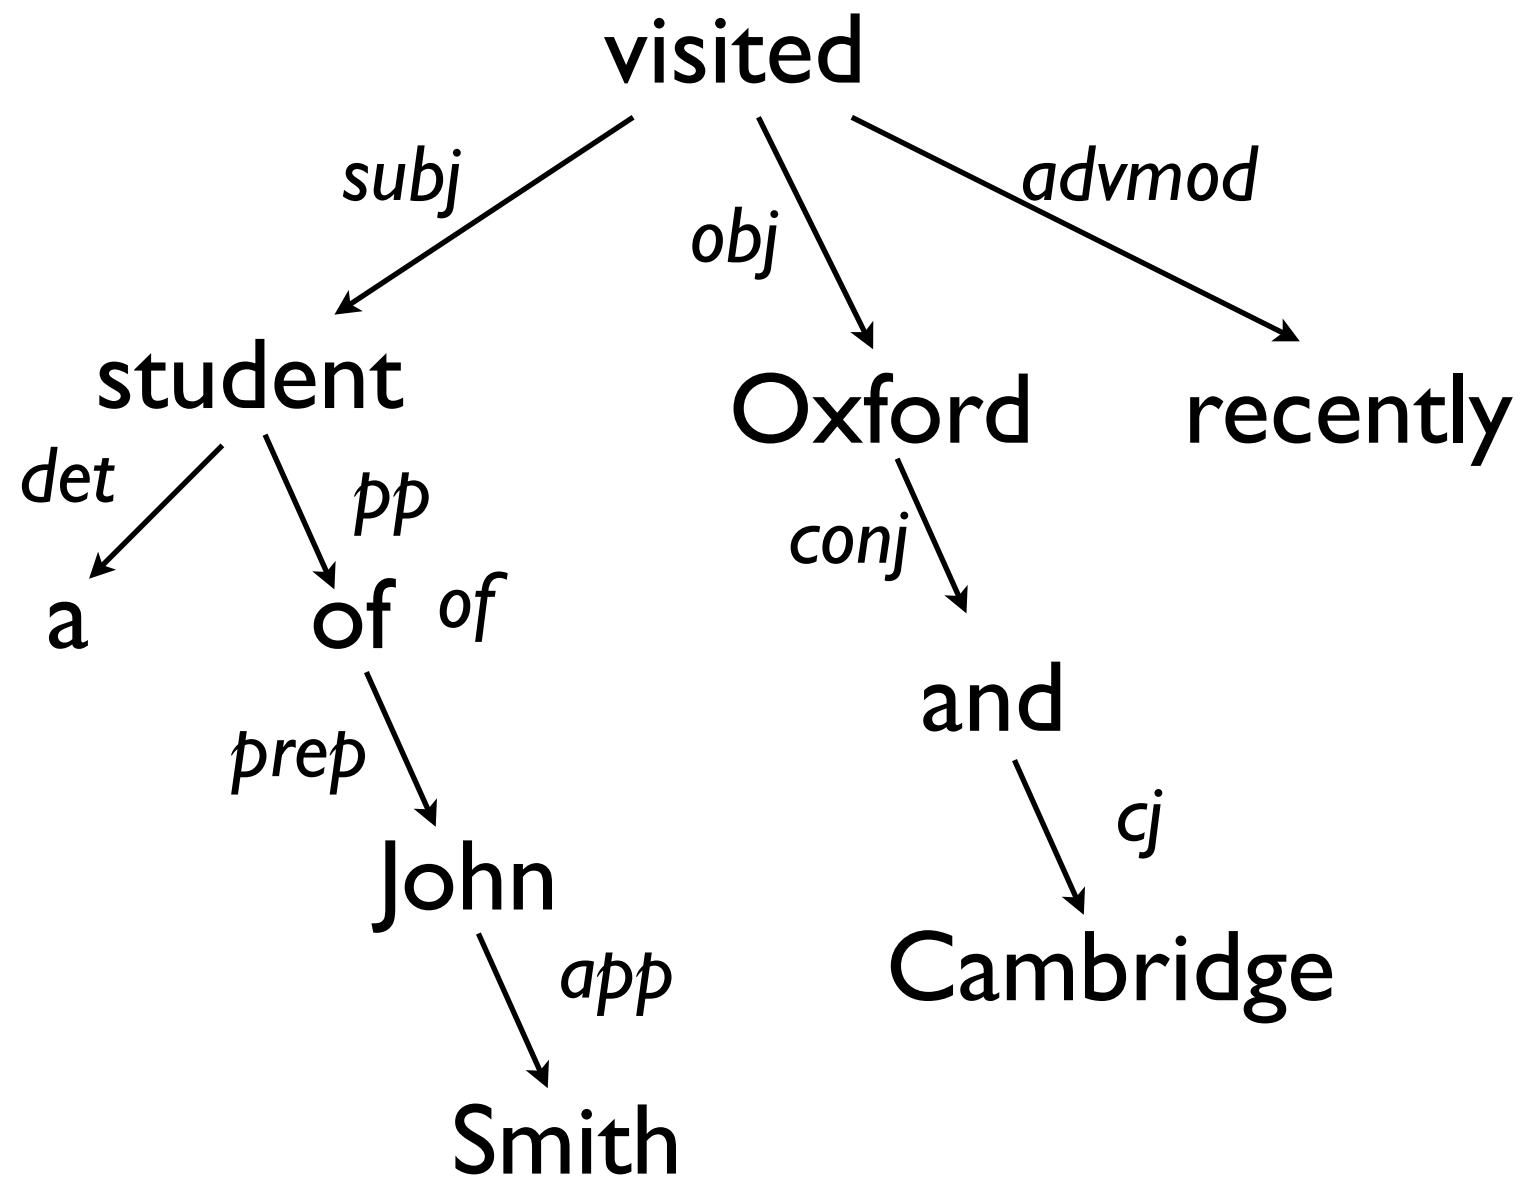 visited
subj
obj
advmod
student
Oxford
recently
det
pp
conj
a
of
of
and
prep
cj
John
Cambridge
app
Smith